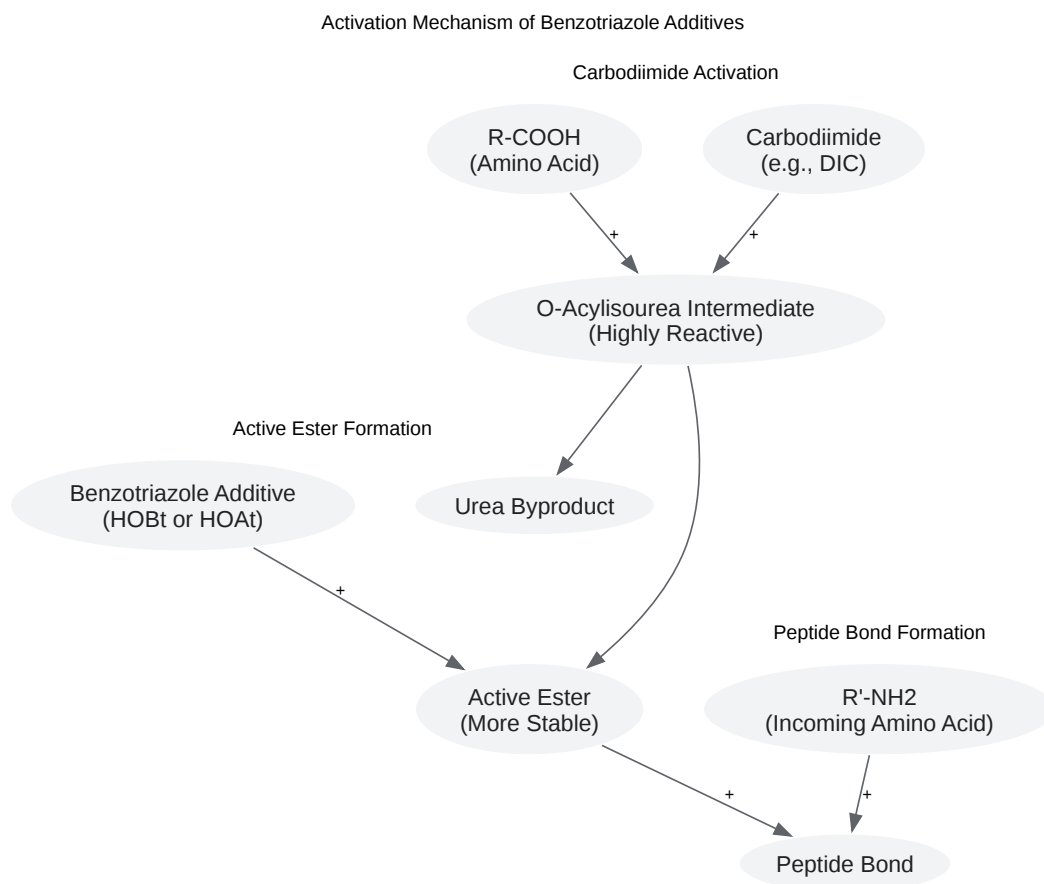 Activation Mechanism of Benzotriazole Additives
Carbodiimide Activation
R-COOH
(Amino Acid)
Carbodiimide
(e.g., DIC)
+
+
O-Acylisourea Intermediate
(Highly Reactive)
Active Ester Formation
Benzotriazole Additive
(HOBt or HOAt)
Urea Byproduct
+
Peptide Bond Formation
Active Ester
(More Stable)
R'-NH2
(Incoming Amino Acid)
+
+
Peptide Bond